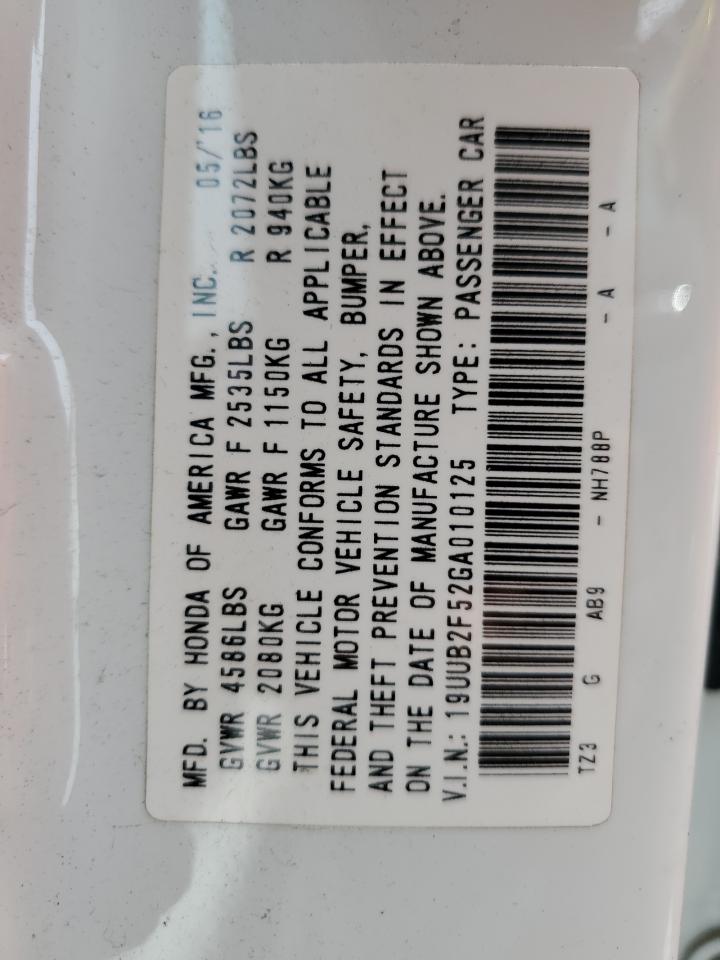 MFD. BY HONDA OF AMERICA MFG., INC. 05/'16
GVWR 4586LBS GAWR F 2535LBS R 2072LBS
GVWR 2080KG GAWR F 1150KG R 940KG
THIS VEHICLE CONFORMS TO ALL APPLICABLE
FEDERAL MOTOR VEHICLE SAFETY, BUMPER,
AND THEFT PREVENTION STANDARDS IN EFFECT
ON THE DATE OF MANUFACTURE SHOWN ABOVE.
V.I.N.: 19UUB2F52GA010125 TYPE: PASSENGER CAR
TZ3 G AB9 - NH788P - A - A